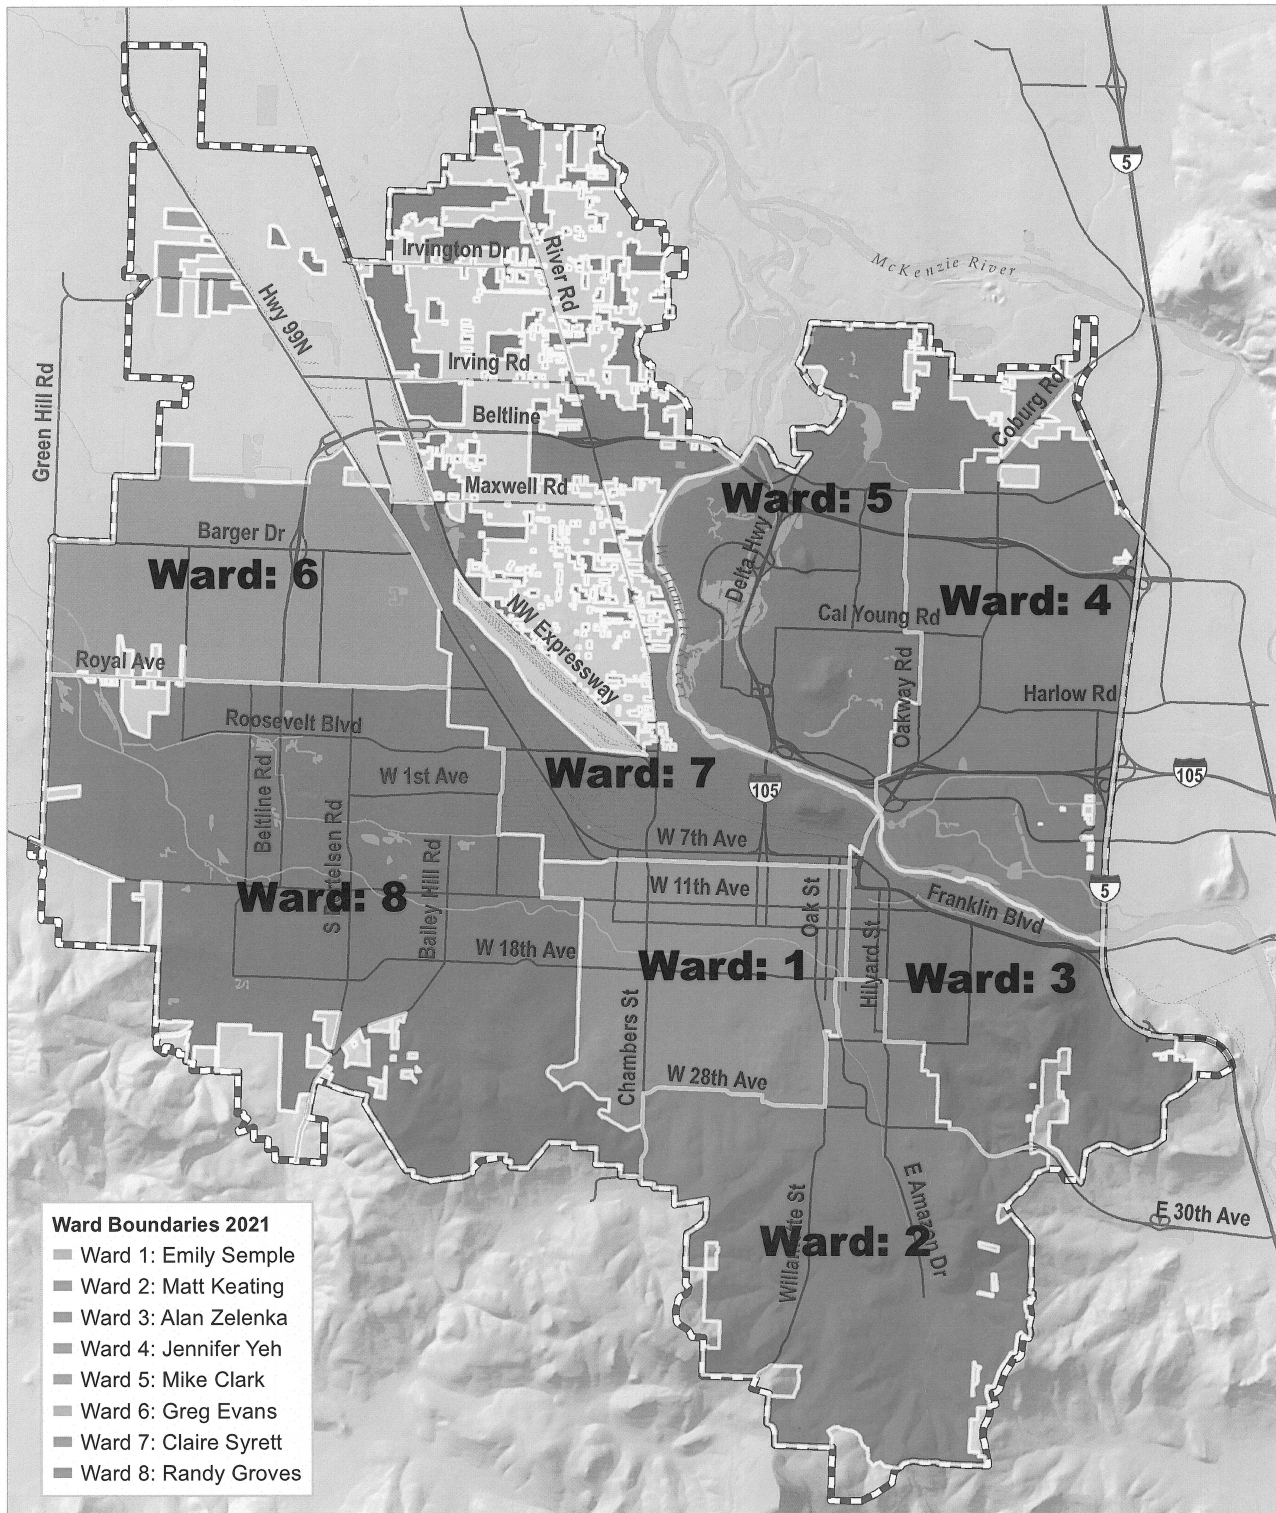 5
McKenzie River
Irvington Dr
River Rd
Hwy 99N
Irving Rd
Green Hill Rd
Coburg Rd
Beltline
Maxwell Rd
Ward: 5
Barger Dr
Delta Hwy
Ward: 6
Ward: 4
NW Expressway
Willamette
Cal Young Rd
Royal Ave
Oakway Rd
Harlow Rd
Roosevelt Blvd
W 1st Ave
Ward: 7
105
105
Beltline Rd
W 7th Ave
Bailey Hill Rd
W 11th Ave
Oak St
5
Ward: 8
Franklin Blvd
W 18th Ave
Hilyard St
Ward: 1
Ward: 3
Chambers St
W 28th Ave
E Amazon Dr
E 30th Ave
Willamette St
Ward: 2
Ward Boundaries 2021
Ward 1: Emily Semple
Ward 2: Matt Keating
Ward 3: Alan Zelenka
Ward 4: Jennifer Yeh
Ward 5: Mike Clark
Ward 6: Greg Evans
Ward 7: Claire Syrett
Ward 8: Randy Groves